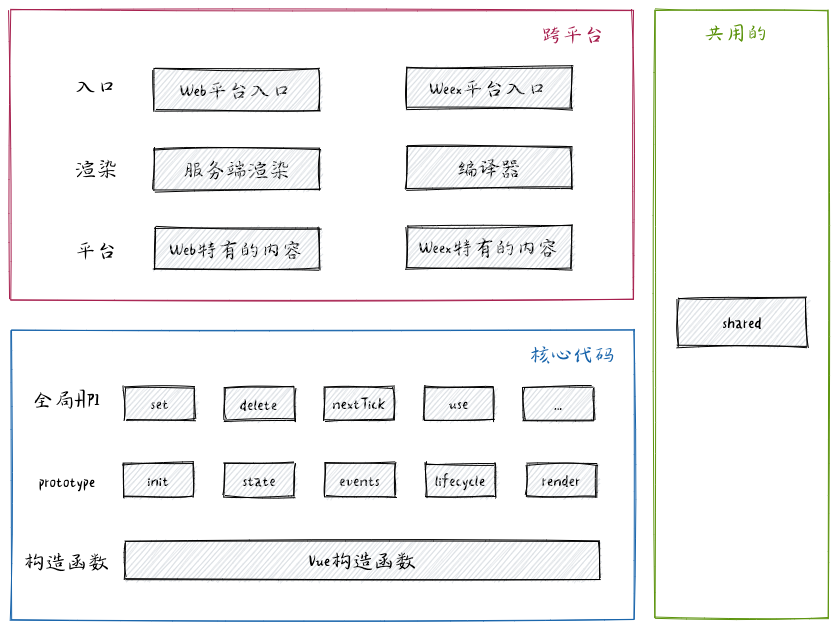 跨平台
入口 Web平台入口 Weex平台入口
渲染 服务端渲染 编译器
平台 Web特有的内容 Weex特有的内容
核心代码
全局API set delete nextTick use ...
prototype init state events lifecycle render
构造函数 Vue构造函数
共用的
shared